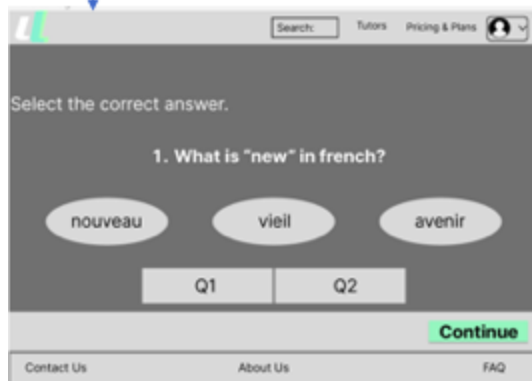 Search: Tutors Pricing & Plans
Select the correct answer.
1. What is "new" in french?
nouveau vieil avenir
Q1 Q2
Continue
Contact Us About Us FAQ